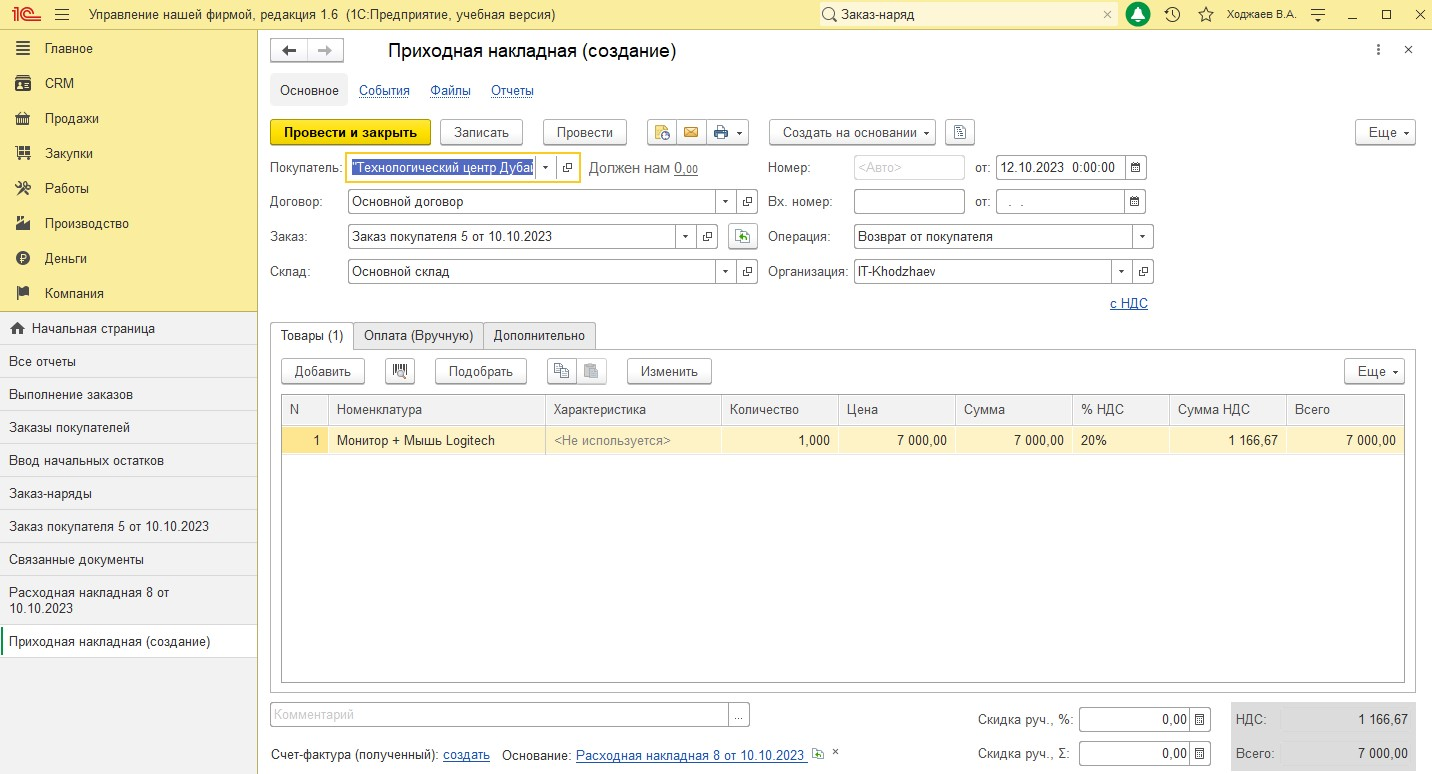 1С Управление нашей фирмой, редакция 1.6 (1С:Предприятие, учебная версия) Заказ-наряд Ходжаев В.А.
Главное
CRM
Продажи
Закупки
Работы
Производство
Деньги
Компания
Начальная страница
Все отчеты
Выполнение заказов
Заказы покупателей
Ввод начальных остатков
Заказ-наряды
Заказ покупателя 5 от 10.10.2023
Связанные документы
Расходная накладная 8 от
10.10.2023
Приходная накладная (создание)
Приходная накладная (создание)
Основное События Файлы Отчеты
Провести и закрыть Записать Провести Создать на основании Еще
Покупатель: "Технологический центр Дубаи Должен нам 0,00 Номер: <Авто> от: 12.10.2023 0:00:00
Договор: Основной договор Вх. номер: от: . .
Заказ: Заказ покупателя 5 от 10.10.2023 Операция: Возврат от покупателя
Склад: Основной склад Организация: IT-Khodzhaev
с НДС
Товары (1) Оплата (Вручную) Дополнительно
Добавить Подобрать Изменить Еще
N Номенклатура Характеристика Количество Цена Сумма % НДС Сумма НДС Всего
1 Монитор + Мышь Logitech <Не используется> 1,000 7 000,00 7 000,00 20% 1 166,67 7 000,00
Комментарий ... Скидка руч., %: 0,00 НДС: 1 166,67
Счет-фактура (полученный): создать Основание: Расходная накладная 8 от 10.10.2023 Скидка руч., Σ: 0,00 Всего: 7 000,00